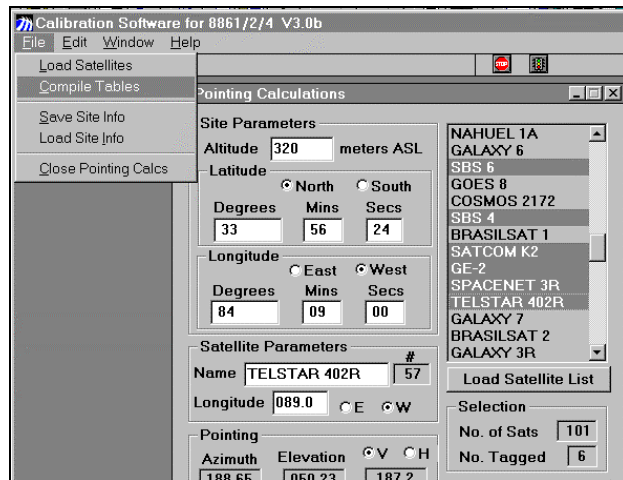 Calibration Software for 8861/2/4 V3.0b
File Edit Window Help
Load Satellites
Compile Tables
Save Site Info
Load Site Info
Close Pointing Calcs
STOP
Pointing Calculations
Site Parameters
Altitude 320 meters ASL
Latitude
North South
Degrees Mins Secs
33 56 24
Longitude
East West
Degrees Mins Secs
84 09 00
Satellite Parameters
#
Name TELSTAR 402R 57
Longitude 089.0 E W
Pointing
Azimuth Elevation V H
188.65 050.23 187.2
NAHUEL 1A
GALAXY 6
SBS 6
GOES 8
COSMOS 2172
SBS 4
BRASILSAT 1
SATCOM K2
GE-2
SPACENET 3R
TELSTAR 402R
GALAXY 7
BRASILSAT 2
GALAXY 3R
Load Satellite List
Selection
No. of Sats 101
No. Tagged 6